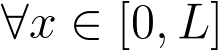 ∀x ∈ [0, L]